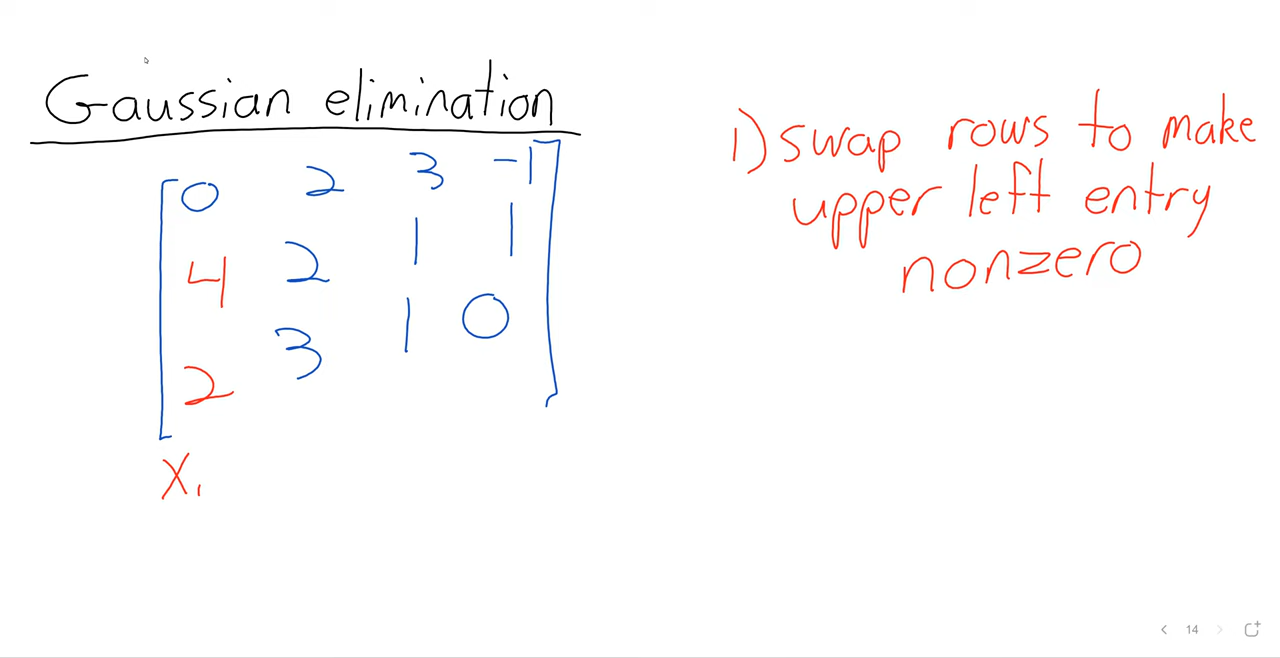 Gaussian elimination
1) swap rows to make
upper left entry
nonzero
0 2 3 -1
4 2 1 1
2 3 1 0
X₁
14